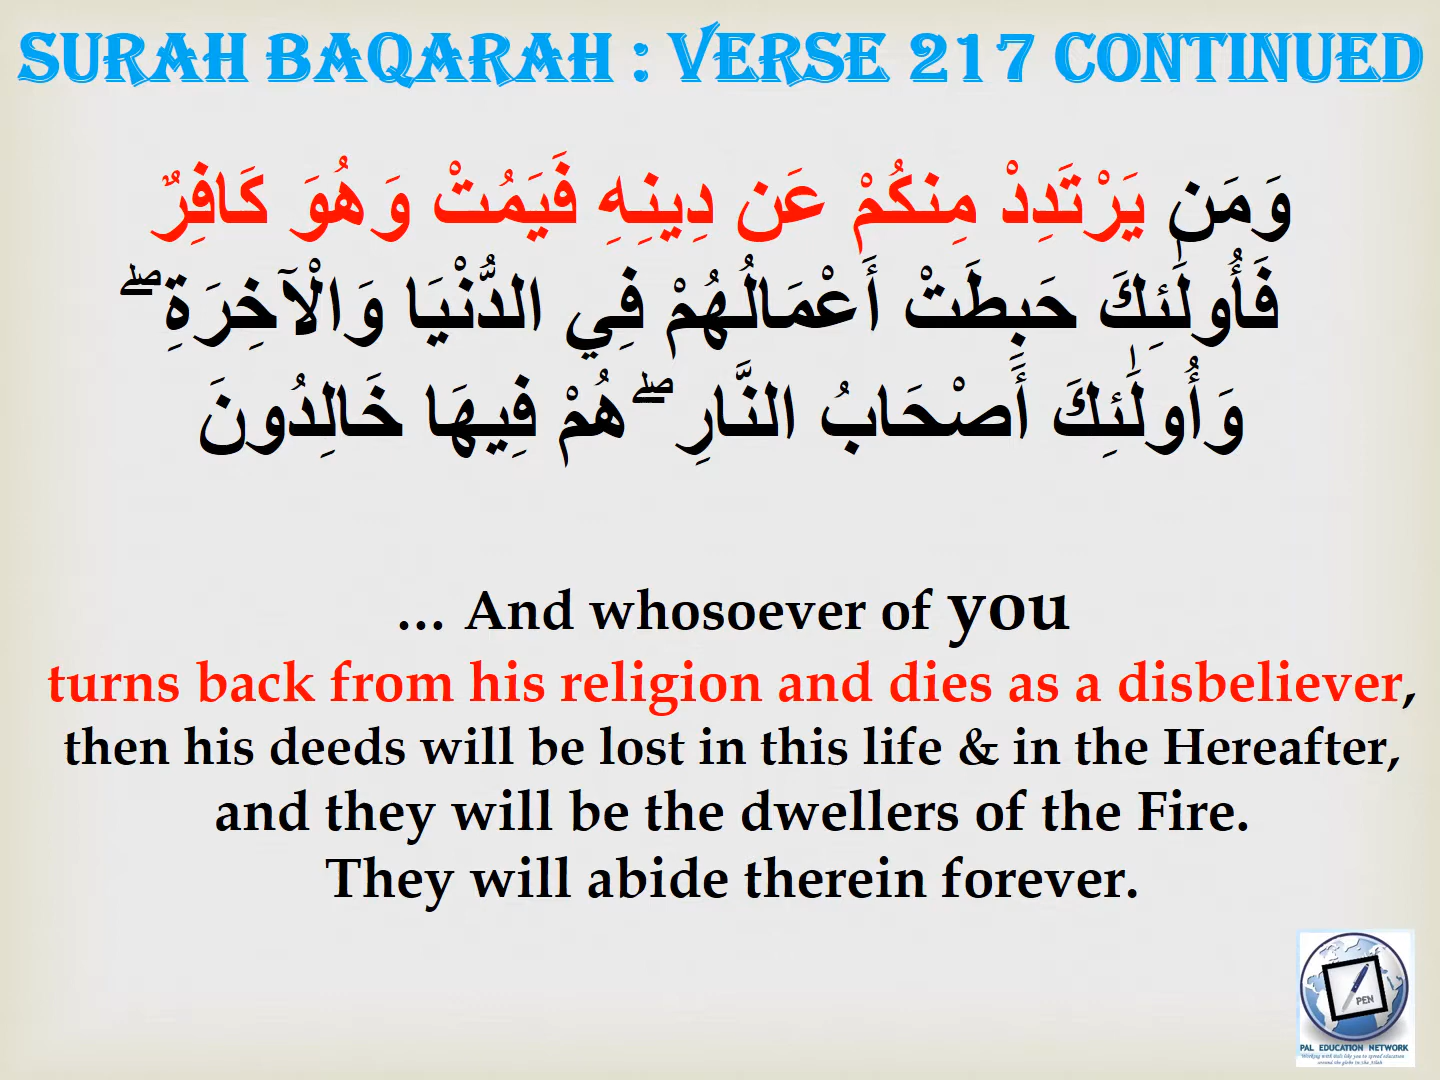 SURAH BAQARAH : VERSE 217 CONTINUED
وَمَن يَرْتَدِدْ مِنكُمْ عَن دِينِهِ فَيَمُتْ وَهُوَ كَافِرٌ
فَأُولَٰئِكَ حَبِطَتْ أَعْمَالُهُمْ فِي الدُّنْيَا وَالْآخِرَةِ ۖ
وَأُولَٰئِكَ أَصْحَابُ النَّارِ ۖ هُمْ فِيهَا خَالِدُونَ
... And whosoever of you
turns back from his religion and dies as a disbeliever,
then his deeds will be lost in this life & in the Hereafter,
and they will be the dwellers of the Fire.
They will abide therein forever.
PEN
PAL EDUCATION NETWORK